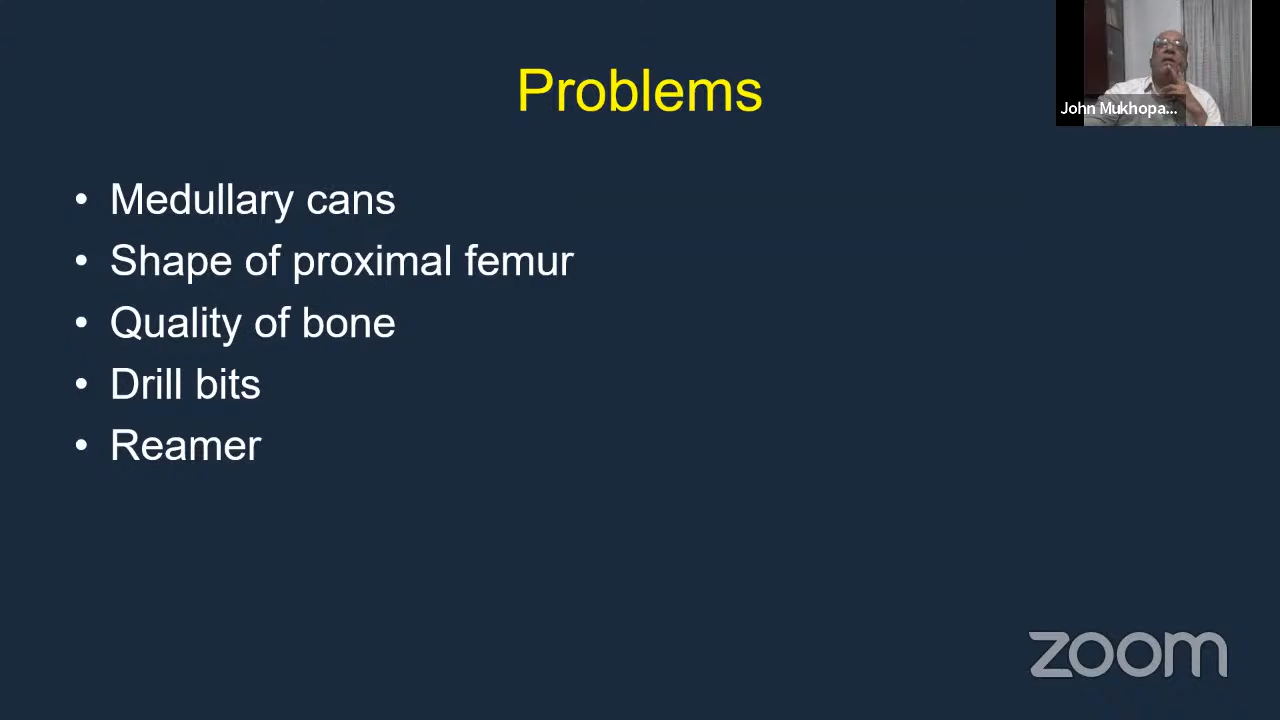 Problems
John Mukhopa...
• Medullary cans
• Shape of proximal femur
• Quality of bone
• Drill bits
• Reamer
zoom